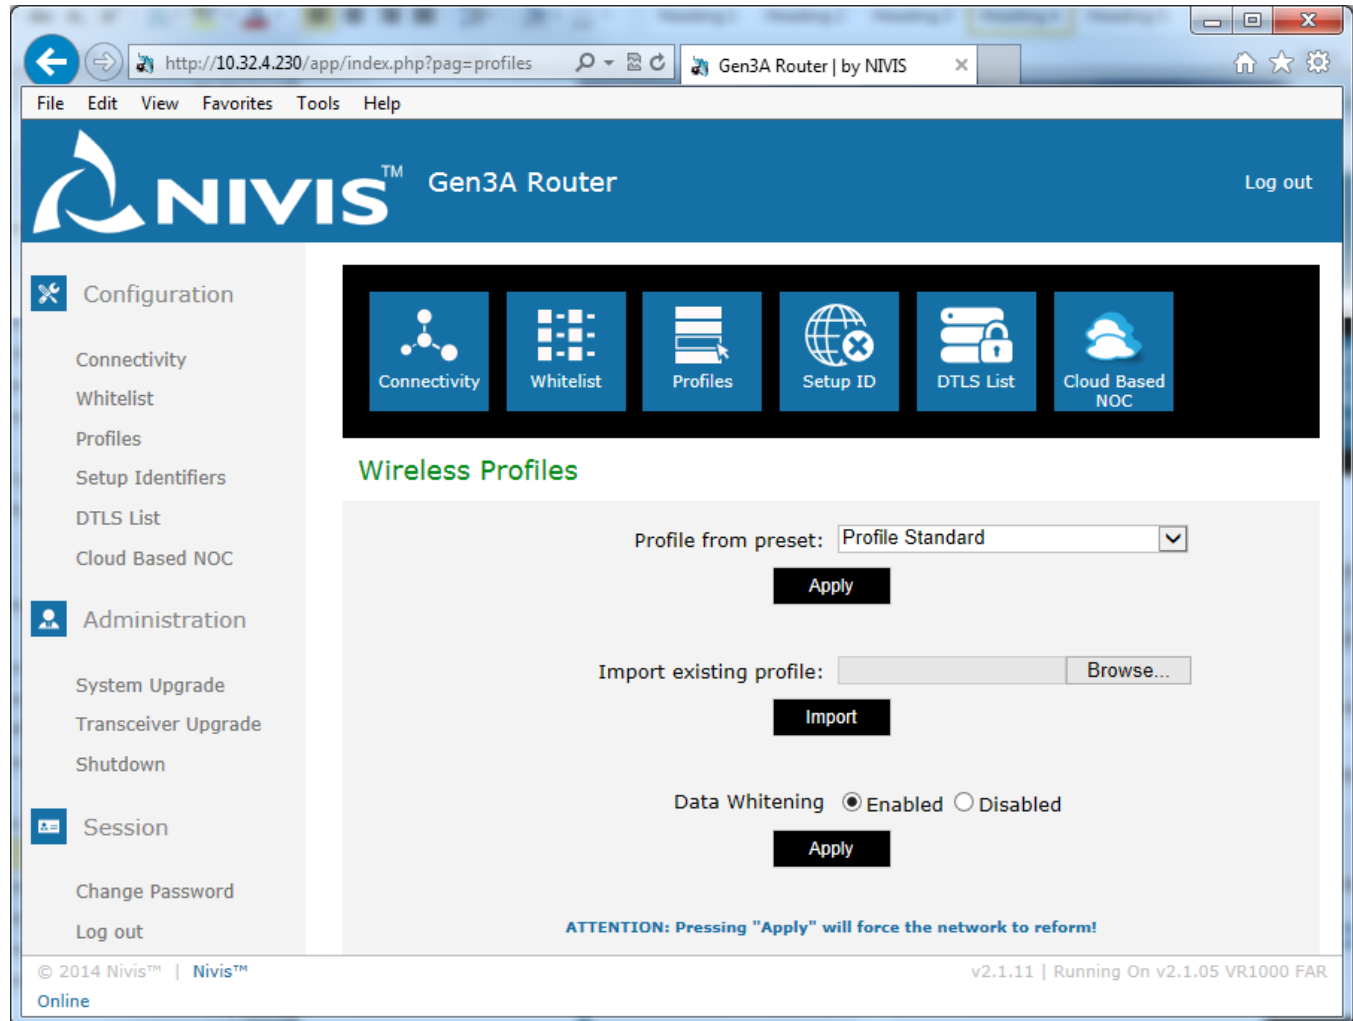 http://10.32.4.230/app/index.php?pag=profiles
Gen3A Router | by NIVIS
File Edit View Favorites Tools Help
NIVIS™ Gen3A Router
Log out
Configuration
Connectivity
Whitelist
Profiles
Setup Identifiers
DTLS List
Cloud Based NOC
Administration
System Upgrade
Transceiver Upgrade
Shutdown
Session
Change Password
Log out
Connectivity
Whitelist
Profiles
Setup ID
DTLS List
Cloud Based
NOC
Wireless Profiles
Profile from preset: Profile Standard
Apply
Import existing profile: Browse...
Import
Data Whitening Enabled Disabled
Apply
ATTENTION: Pressing "Apply" will force the network to reform!
© 2014 Nivis™ | Nivis™
Online
v2.1.11 | Running On v2.1.05 VR1000 FAR